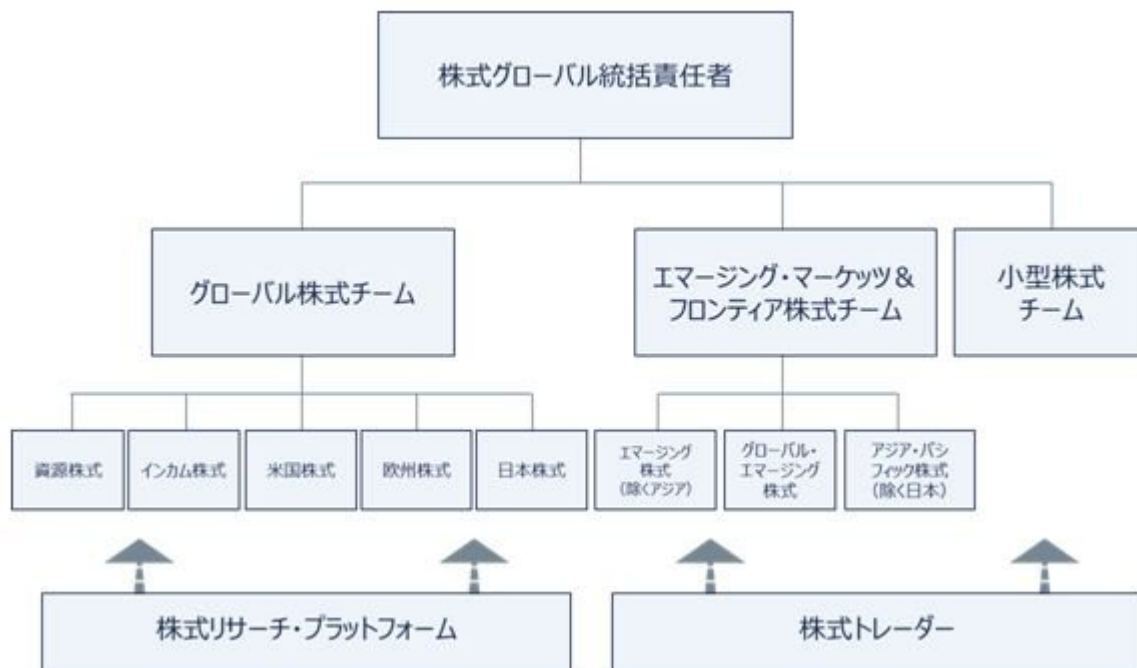 株式グローバル統括責任者
グローバル株式チーム
エマージング・マーケッツ＆
フロンティア株式チーム
小型株式
チーム
資源株式
インカム株式
米国株式
欧州株式
日本株式
エマージング
株式
（除くアジア）
グローバル・
エマージング
株式
アジア・パシ
フィック株式
（除く日本）
株式リサーチ・プラットフォーム
株式トレーダー